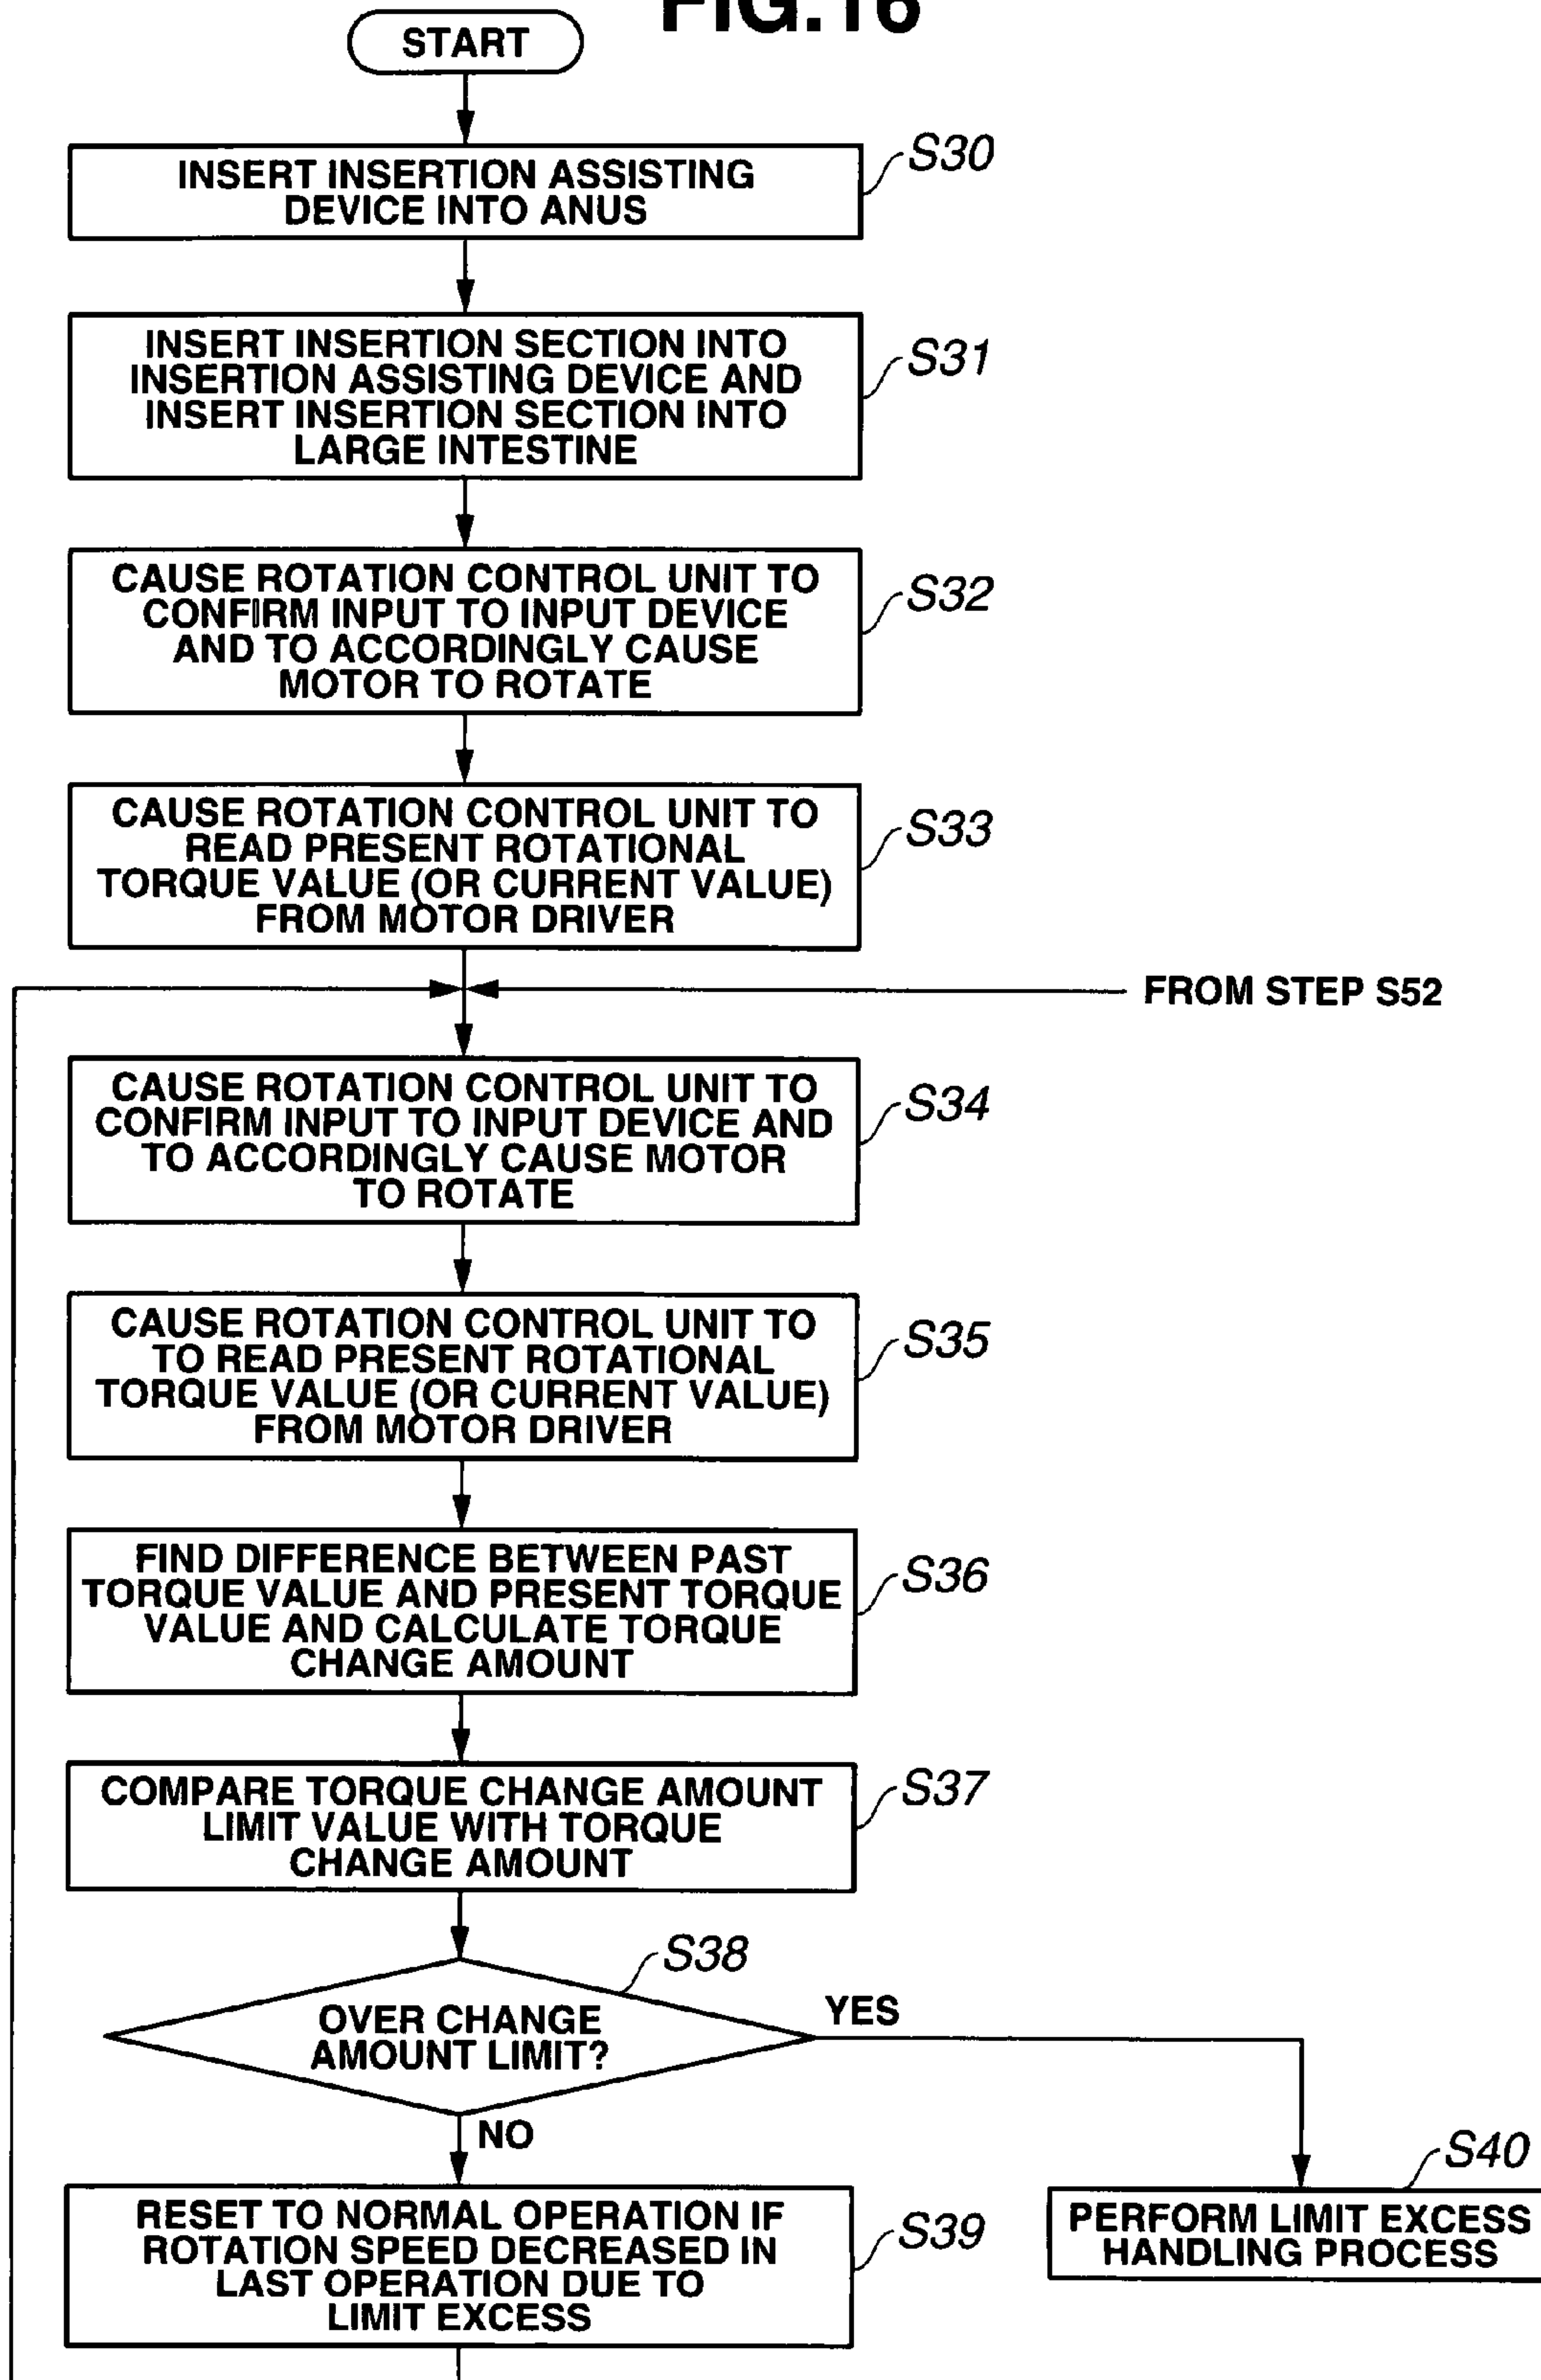 FIG.16
START
INSERT INSERTION ASSISTING
DEVICE INTO ANUS
S30
INSERT INSERTION SECTION INTO
INSERTION ASSISTING DEVICE AND
INSERT INSERTION SECTION INTO
LARGE INTESTINE
S31
CAUSE ROTATION CONTROL UNIT TO
CONFIRM INPUT TO INPUT DEVICE
AND TO ACCORDINGLY CAUSE
MOTOR TO ROTATE
S32
CAUSE ROTATION CONTROL UNIT TO
READ PRESENT ROTATIONAL
TORQUE VALUE (OR CURRENT VALUE)
FROM MOTOR DRIVER
S33
FROM STEP S52
CAUSE ROTATION CONTROL UNIT TO
CONFIRM INPUT TO INPUT DEVICE AND
TO ACCORDINGLY CAUSE MOTOR
TO ROTATE
S34
CAUSE ROTATION CONTROL UNIT TO
TO READ PRESENT ROTATIONAL
TORQUE VALUE (OR CURRENT VALUE)
FROM MOTOR DRIVER
S35
FIND DIFFERENCE BETWEEN PAST
TORQUE VALUE AND PRESENT TORQUE
VALUE AND CALCULATE TORQUE
CHANGE AMOUNT
S36
COMPARE TORQUE CHANGE AMOUNT
LIMIT VALUE WITH TORQUE
CHANGE AMOUNT
S37
S38
OVER CHANGE
AMOUNT LIMIT?
YES
NO
RESET TO NORMAL OPERATION IF
ROTATION SPEED DECREASED IN
LAST OPERATION DUE TO
LIMIT EXCESS
S39
S40
PERFORM LIMIT EXCESS
HANDLING PROCESS